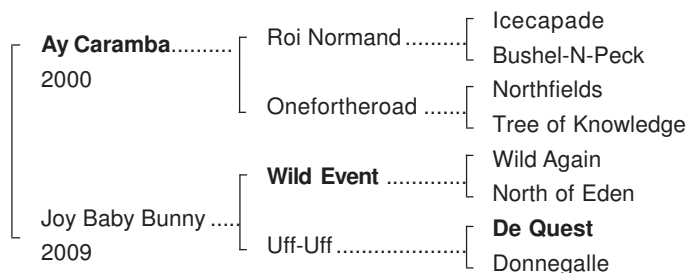 Icecapade
Roi Normand ............
Bushel-N-Peck
Ay Caramba..........
2000
Northfields
Onefortheroad .......
Tree of Knowledge
Wild Again
Wild Event .............
North of Eden
Joy Baby Bunny .....
2009
De Quest
Uff-Uff.....................
Donnegalle